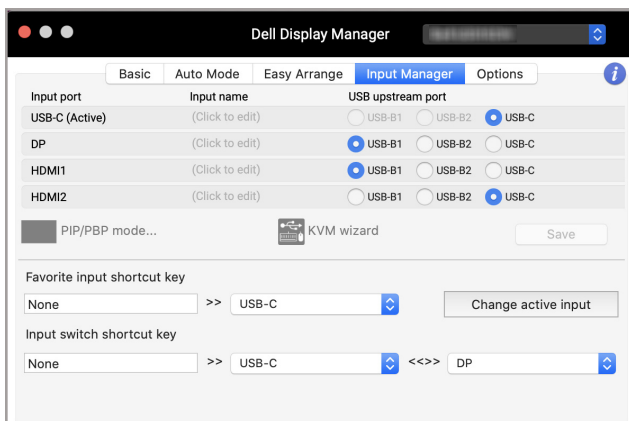 Dell Display Manager
Basic Auto Mode Easy Arrange Input Manager Options i
Input port Input name USB upstream port
USB-C (Active) (Click to edit) USB-B1 USB-B2 USB-C
DP (Click to edit) USB-B1 USB-B2 USB-C
HDMI1 (Click to edit) USB-B1 USB-B2 USB-C
HDMI2 (Click to edit) USB-B1 USB-B2 USB-C
PIP/PBP mode... KVM wizard Save
Favorite input shortcut key
None >> USB-C Change active input
Input switch shortcut key
None >> USB-C <<>> DP